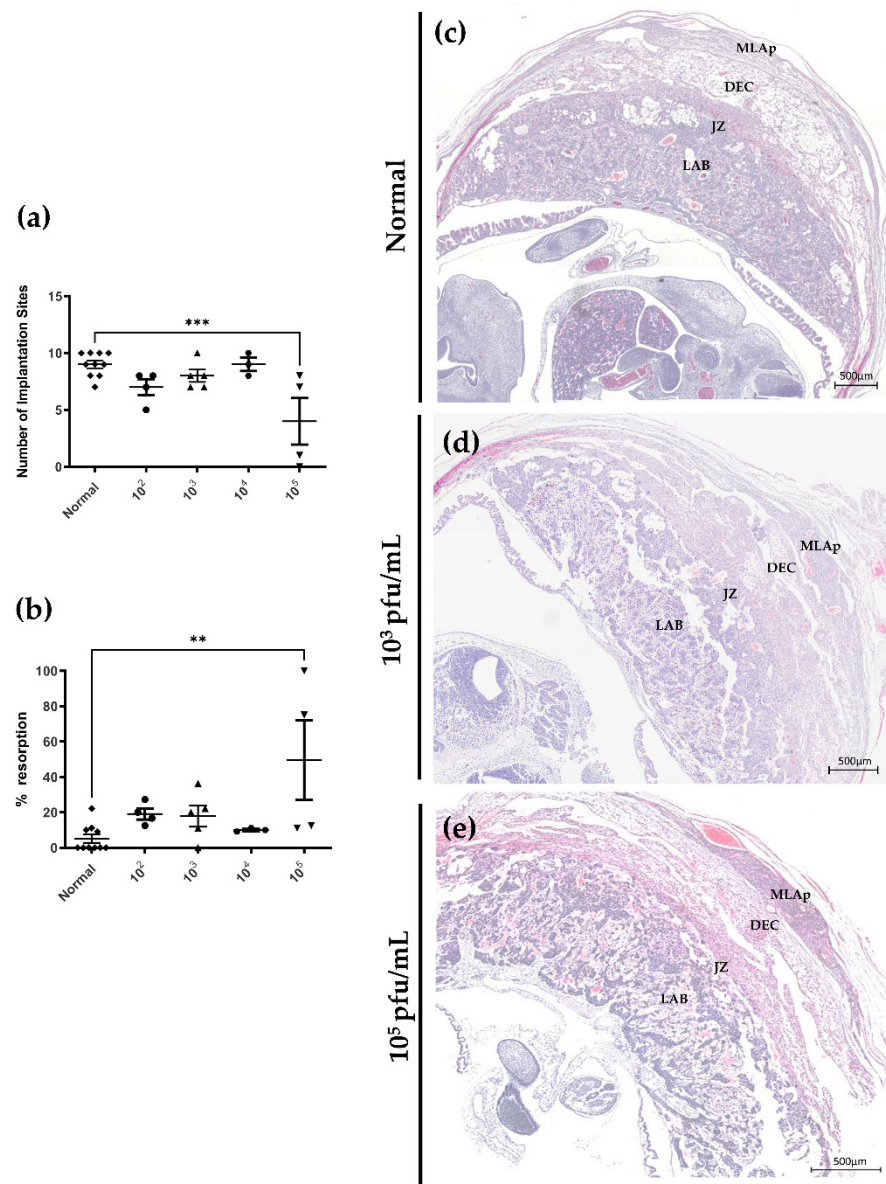 (a)
Number of Implantation Sites
15
10
5
0
***
Normal
10²
10³
10⁴
10⁵
(b)
% resorption
100
80
60
40
20
0
**
Normal
10²
10³
10⁴
10⁵
Normal
(c)
MLAp
DEC
JZ
LAB
500µm
10³ pfu/mL
(d)
MLAp
DEC
JZ
LAB
500µm
10⁵ pfu/mL
(e)
MLAp
DEC
JZ
LAB
500µm